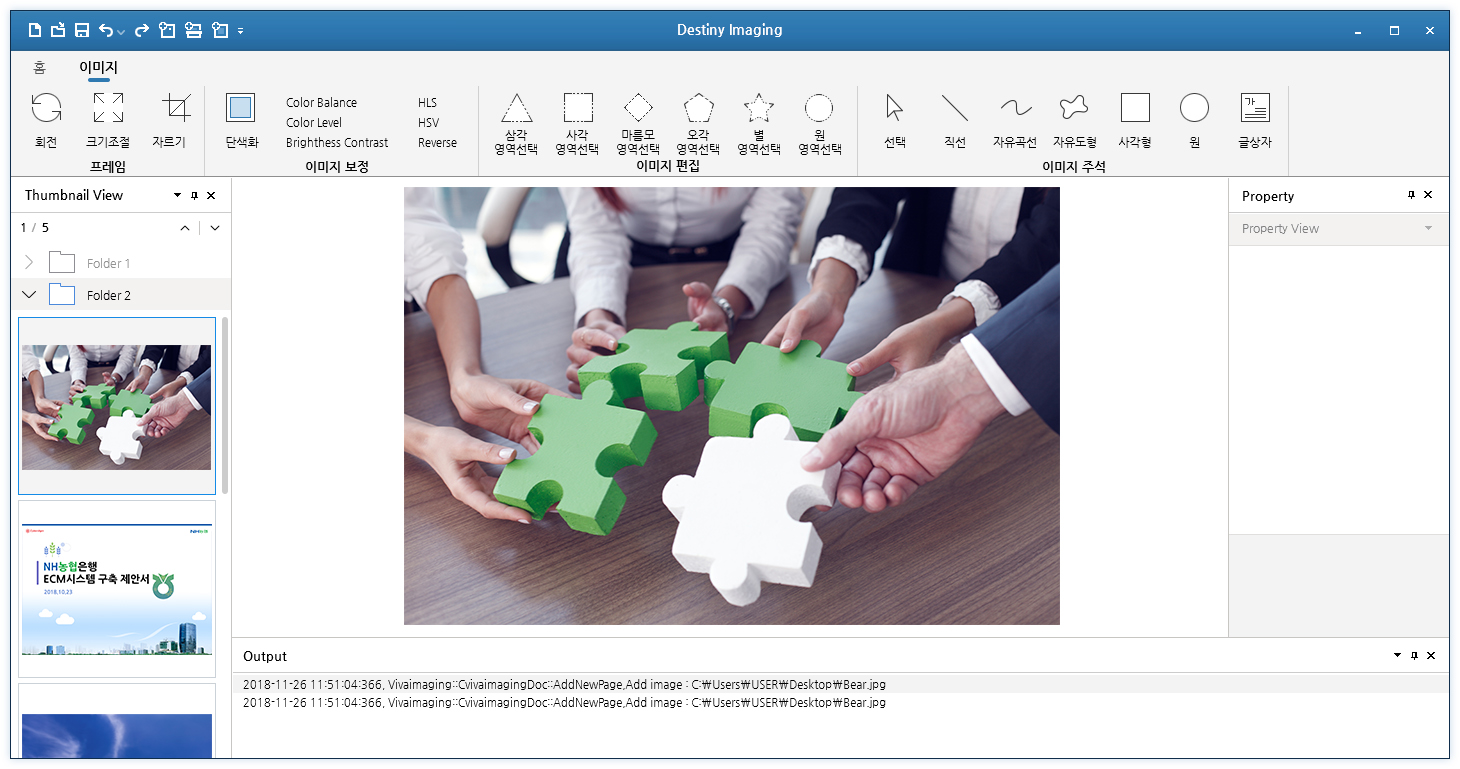 Destiny Imaging
홈 이미지
회전 크기조절 자르기
프레임
단색화
Color Balance HLS
Color Level HSV
Brighthess Contrast Reverse
이미지 보정
삼각 영역선택
사각 영역선택
마름모 영역선택
오각 영역선택
별 영역선택
원 영역선택
이미지 편집
선택 직선 자유곡선 자유도형 사각형 원 글상자
가
이미지 주석
Thumbnail View
1 / 5
Folder 1
Folder 2
NH농협은행
ECM시스템 구축 제안서
2018.10.23
Property
Property View
Output
2018-11-26 11:51:04:366, Vivaimaging::CvivaimagingDoc::AddNewPage,Add image : C:₩Users₩USER₩Desktop₩Bear.jpg
2018-11-26 11:51:04:366, Vivaimaging::CvivaimagingDoc::AddNewPage,Add image : C:₩Users₩USER₩Desktop₩Bear.jpg